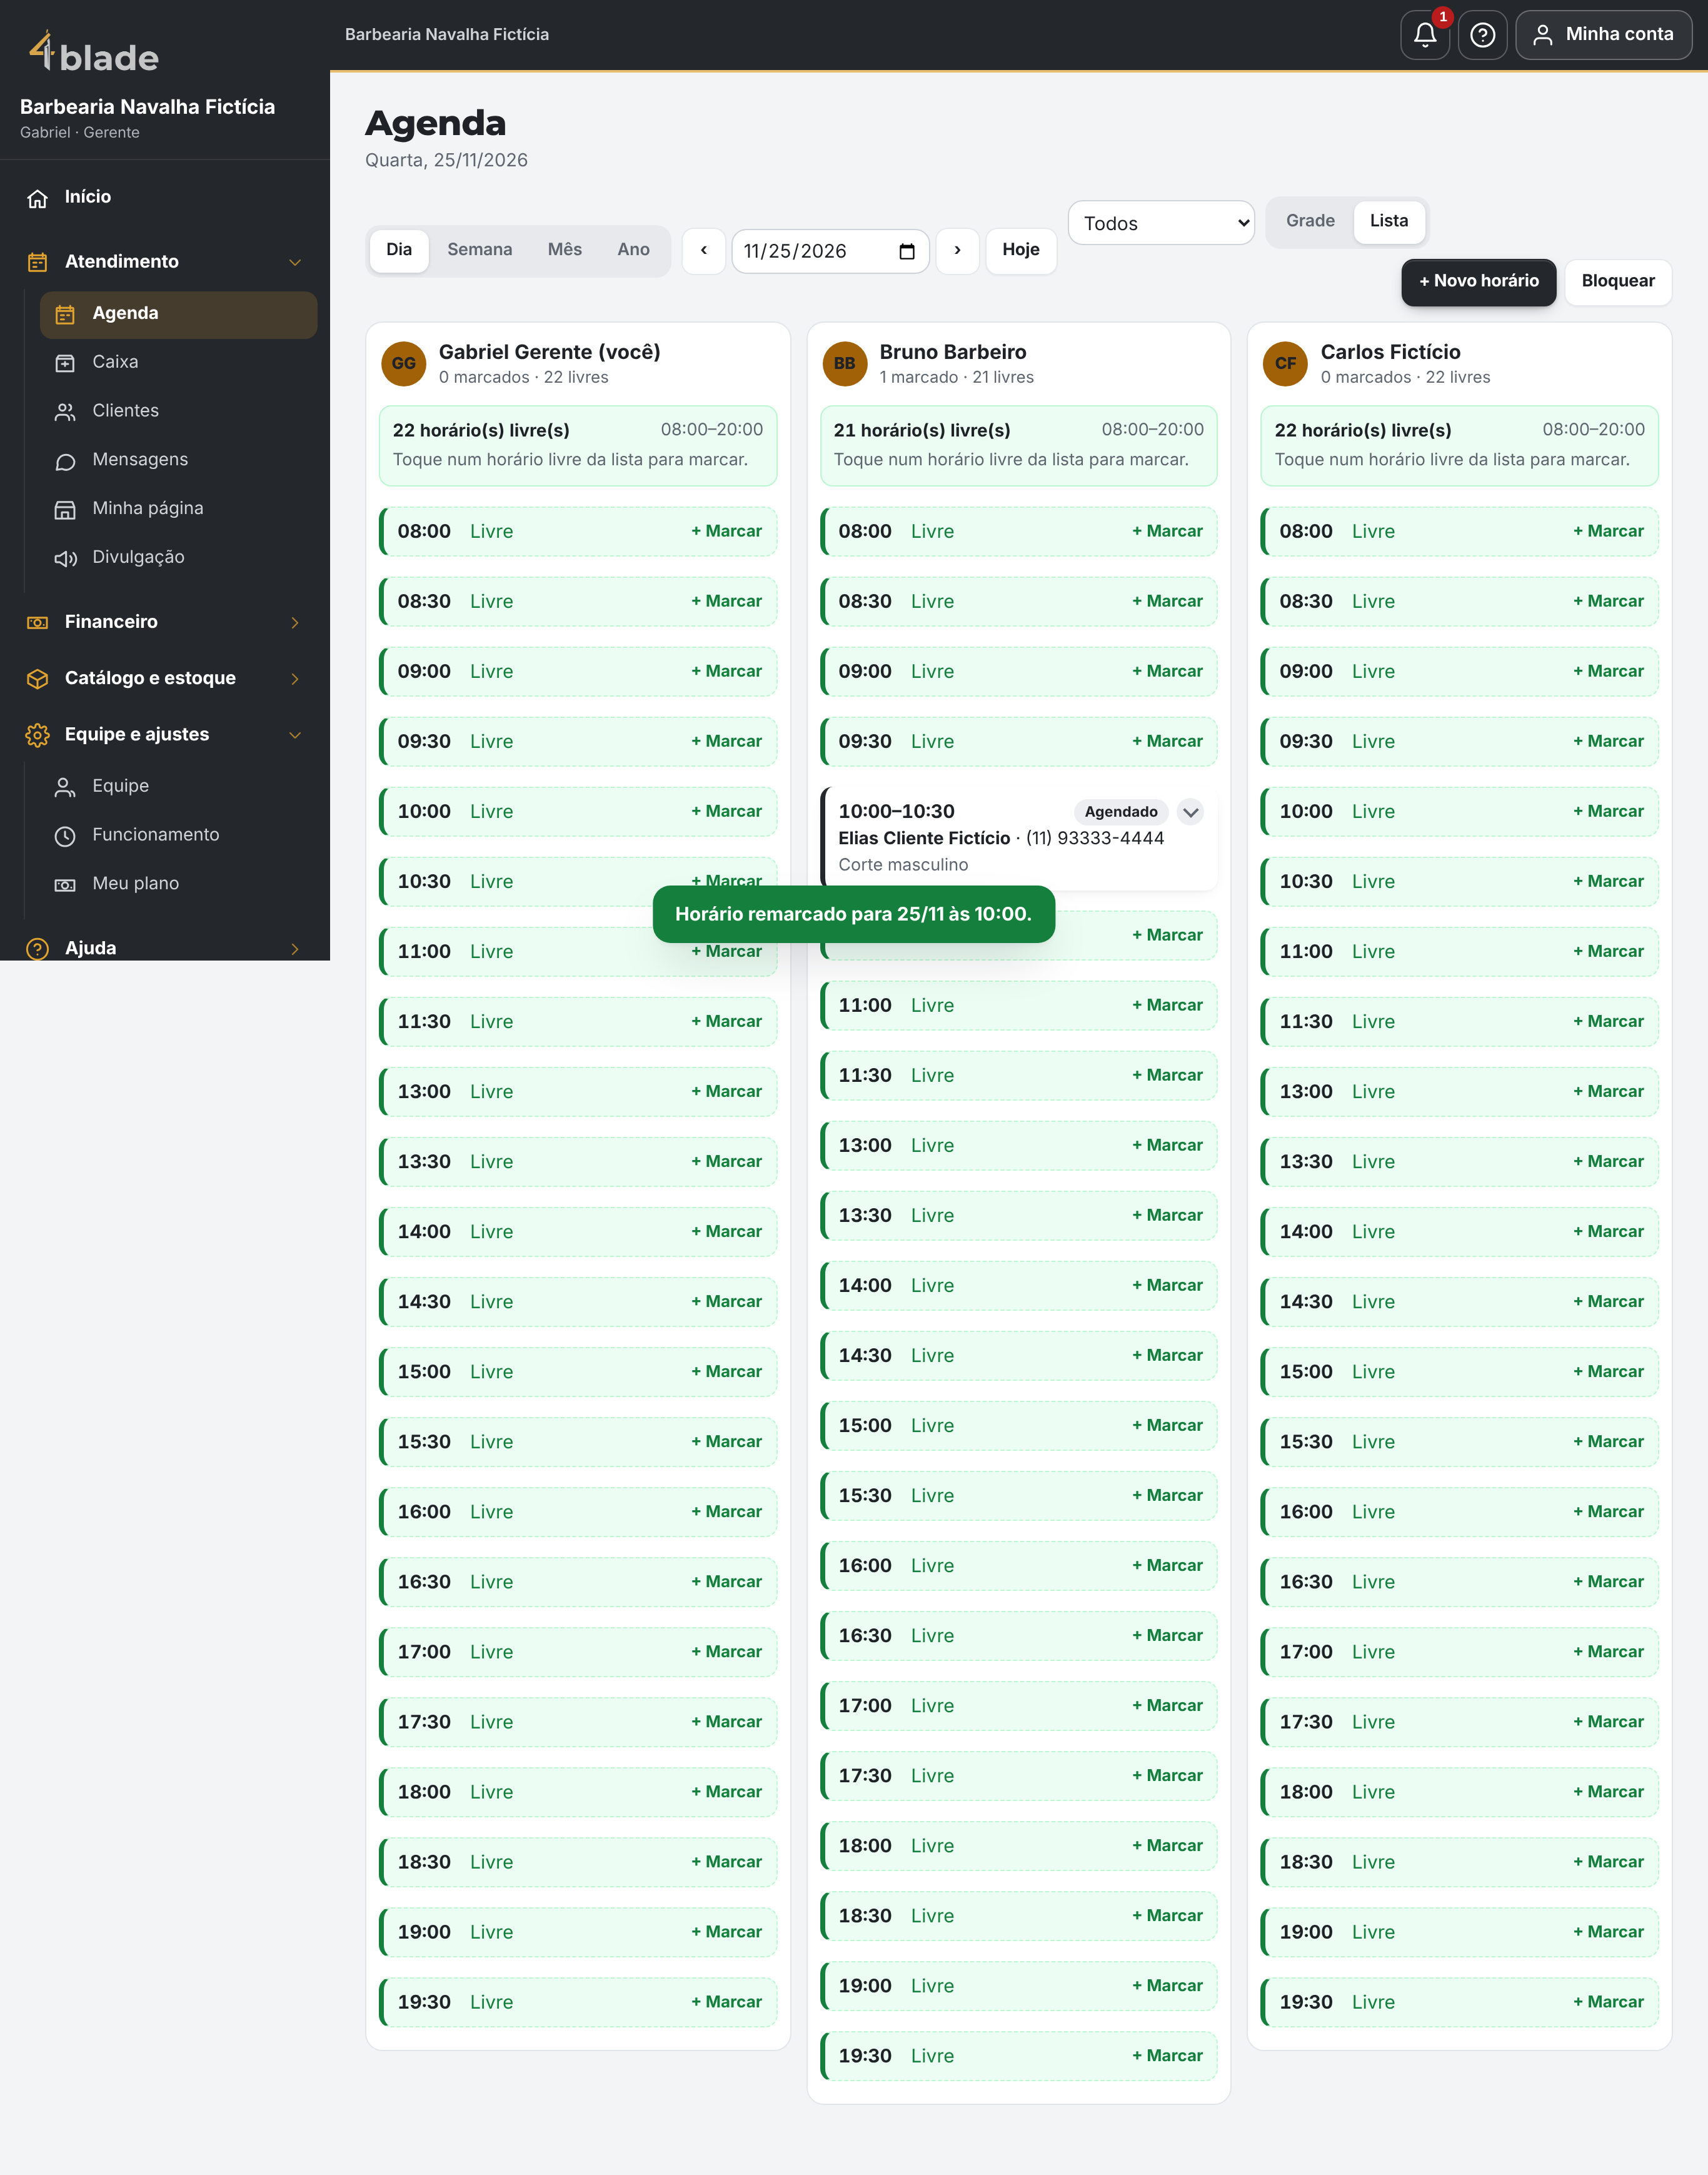 4blade
Barbearia Navalha Fictícia
Gabriel · Gerente
Início
Atendimento
Agenda
Caixa
Clientes
Mensagens
Minha página
Divulgação
Financeiro
Catálogo e estoque
Equipe e ajustes
Equipe
Funcionamento
Meu plano
Ajuda
Barbearia Navalha Fictícia
1
Minha conta
Agenda
Quarta, 25/11/2026
Dia Semana Mês Ano ‹ 11/25/2026 › Hoje Todos Grade Lista
+ Novo horário Bloquear
GG Gabriel Gerente (você)
0 marcados · 22 livres
22 horário(s) livre(s) 08:00–20:00
Toque num horário livre da lista para marcar.
08:00 Livre + Marcar
08:30 Livre + Marcar
09:00 Livre + Marcar
09:30 Livre + Marcar
10:00 Livre + Marcar
10:30 Livre + Marcar
11:00 Livre + Marcar
11:30 Livre + Marcar
13:00 Livre + Marcar
13:30 Livre + Marcar
14:00 Livre + Marcar
14:30 Livre + Marcar
15:00 Livre + Marcar
15:30 Livre + Marcar
16:00 Livre + Marcar
16:30 Livre + Marcar
17:00 Livre + Marcar
17:30 Livre + Marcar
18:00 Livre + Marcar
18:30 Livre + Marcar
19:00 Livre + Marcar
19:30 Livre + Marcar
BB Bruno Barbeiro
1 marcado · 21 livres
21 horário(s) livre(s) 08:00–20:00
Toque num horário livre da lista para marcar.
08:00 Livre + Marcar
08:30 Livre + Marcar
09:00 Livre + Marcar
09:30 Livre + Marcar
10:00–10:30 Agendado
Elias Cliente Fictício · (11) 93333-4444
Corte masculino
Horário remarcado para 25/11 às 10:00.
+ Marcar
11:00 Livre + Marcar
11:30 Livre + Marcar
13:00 Livre + Marcar
13:30 Livre + Marcar
14:00 Livre + Marcar
14:30 Livre + Marcar
15:00 Livre + Marcar
15:30 Livre + Marcar
16:00 Livre + Marcar
16:30 Livre + Marcar
17:00 Livre + Marcar
17:30 Livre + Marcar
18:00 Livre + Marcar
18:30 Livre + Marcar
19:00 Livre + Marcar
19:30 Livre + Marcar
CF Carlos Fictício
0 marcados · 22 livres
22 horário(s) livre(s) 08:00–20:00
Toque num horário livre da lista para marcar.
08:00 Livre + Marcar
08:30 Livre + Marcar
09:00 Livre + Marcar
09:30 Livre + Marcar
10:00 Livre + Marcar
10:30 Livre + Marcar
11:00 Livre + Marcar
11:30 Livre + Marcar
13:00 Livre + Marcar
13:30 Livre + Marcar
14:00 Livre + Marcar
14:30 Livre + Marcar
15:00 Livre + Marcar
15:30 Livre + Marcar
16:00 Livre + Marcar
16:30 Livre + Marcar
17:00 Livre + Marcar
17:30 Livre + Marcar
18:00 Livre + Marcar
18:30 Livre + Marcar
19:00 Livre + Marcar
19:30 Livre + Marcar